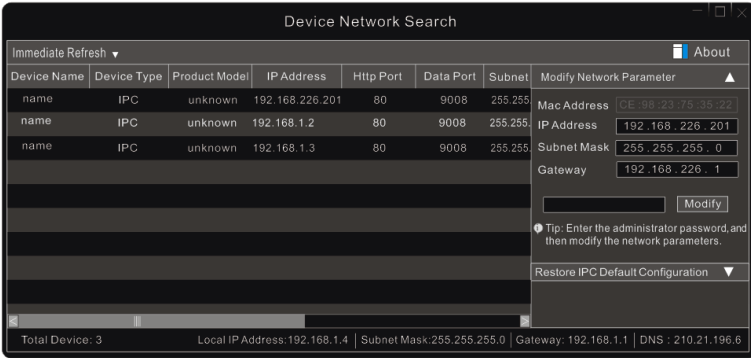 Device Network Search
Immediate Refresh ▼ About
Device Name Device Type Product Model IP Address Http Port Data Port Subnet
name IPC unknown 192.168.226.201 80 9008 255.255.
name IPC unknown 192.168.1.2 80 9008 255.255.
name IPC unknown 192.168.1.3 80 9008 255.255.
Modify Network Parameter ▲
Mac Address CE:98:23:75:35:22
IP Address 192.168.226.201
Subnet Mask 255.255.255.0
Gateway 192.168.226.1
Modify
Tip: Enter the administrator password, and
then modify the network parameters.
Restore IPC Default Configuration ▼
Total Device: 3 Local IP Address:192.168.1.4 Subnet Mask:255.255.255.0 Gateway: 192.168.1.1 DNS : 210.21.196.6